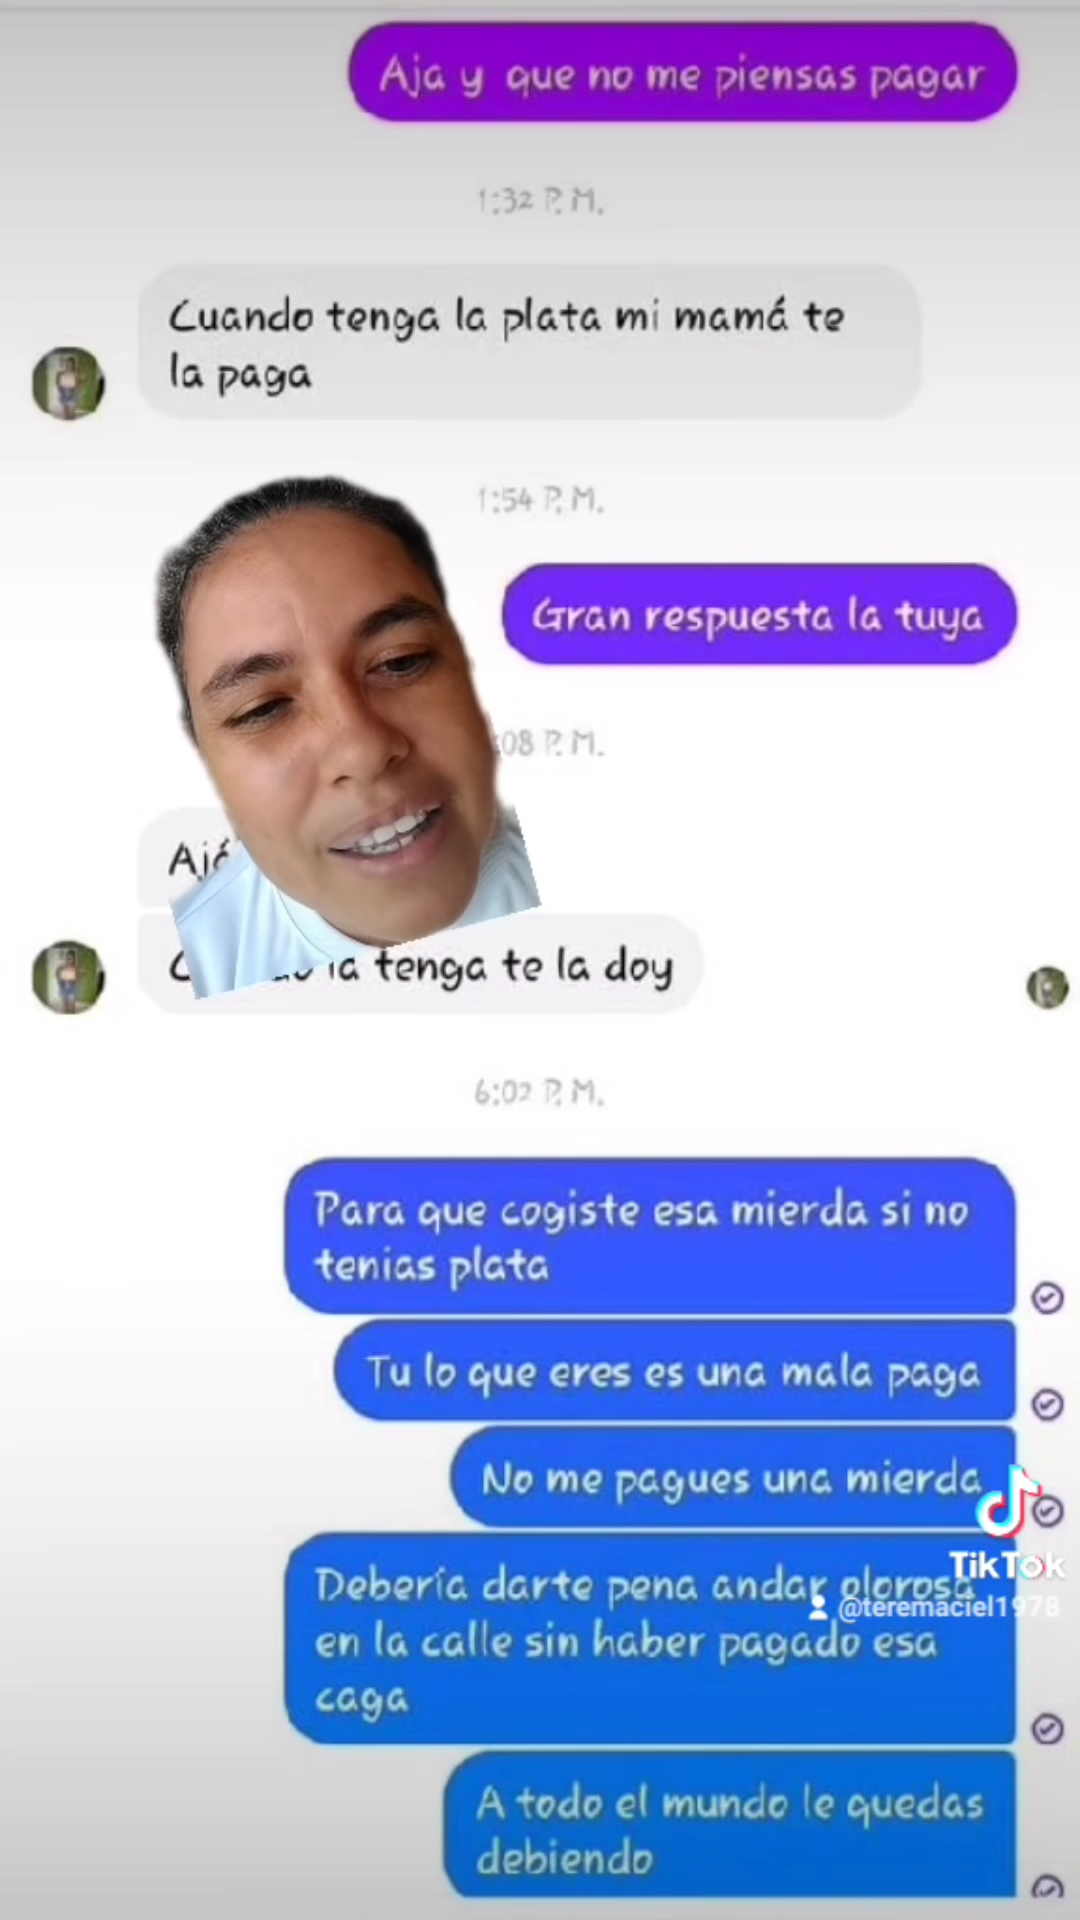 Aja y que no me piensas pagar
1:32 P. M.
Cuando tenga la plata mi mamá te
la paga
1:54 P. M.
Gran respuesta la tuya
:08 P. M.
la tenga te la doy
6:02 P. M.
Para que cogiste esa mierda si no
tenias plata
Tu lo que eres es una mala paga
No me pagues una mierda
TikTok
Debería darte pena andar olorosa
@teremaciel1978
en la calle sin haber pagado esa
caga
A todo el mundo le quedas
debiendo